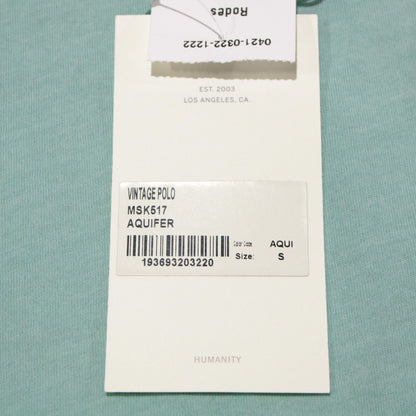 0421-0322-1222
Rodes
EST. 2003
LOS ANGELES, CA.
VINTAGE POLO
MSK517
AQUIFER
Color Code: AQUI
Size: S
193693203220
HUMANITY